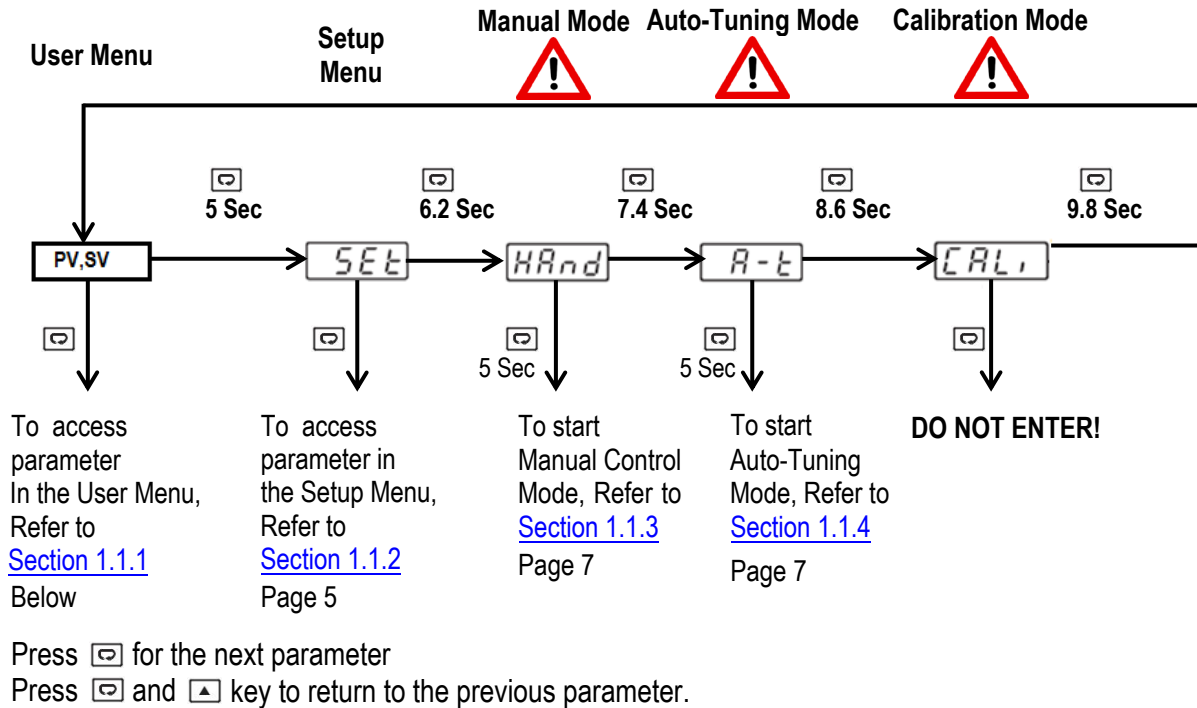 User Menu
Setup
Menu
Manual Mode
Auto-Tuning Mode
Calibration Mode
5 Sec
6.2 Sec
7.4 Sec
8.6 Sec
9.8 Sec
PV,SV
SEt
HAnd
A-t
CALi
5 Sec
5 Sec
To access
parameter
In the User Menu,
Refer to
Section 1.1.1
Below
To access
parameter in
the Setup Menu,
Refer to
Section 1.1.2
Page 5
To start
Manual Control
Mode, Refer to
Section 1.1.3
Page 7
To start
Auto-Tuning
Mode, Refer to
Section 1.1.4
Page 7
DO NOT ENTER!
Press for the next parameter
Press and key to return to the previous parameter.